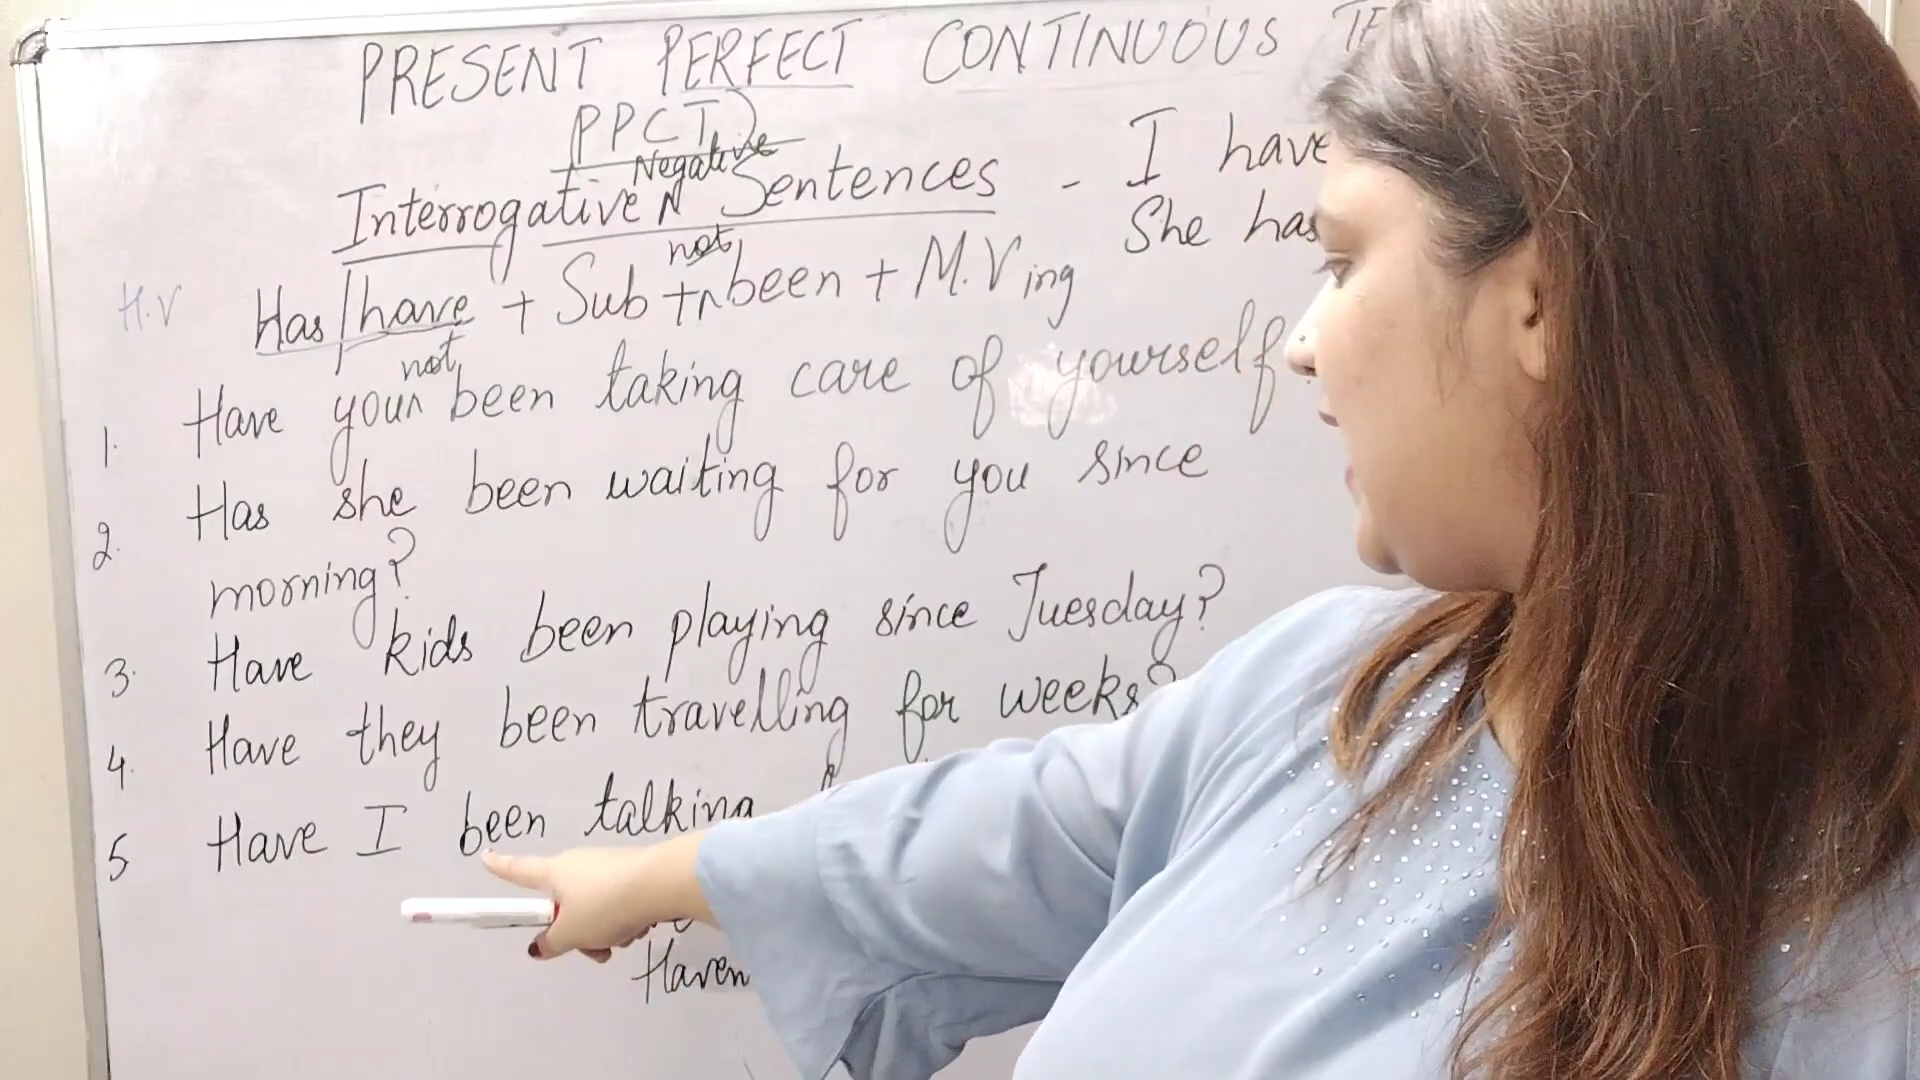 PRESENT PERFECT CONTINUOUS TE
(PPCT)
Negative
Interrogative Sentences - I have
She has
not
H.V Has/have + Sub + been + M.V ing
not
1. Have you been taking care of yourself
2. Has she been waiting for you since
morning?
3. Have kids been playing since Tuesday?
4. Have they been travelling for weeks?
5 Have I been talking
Haven